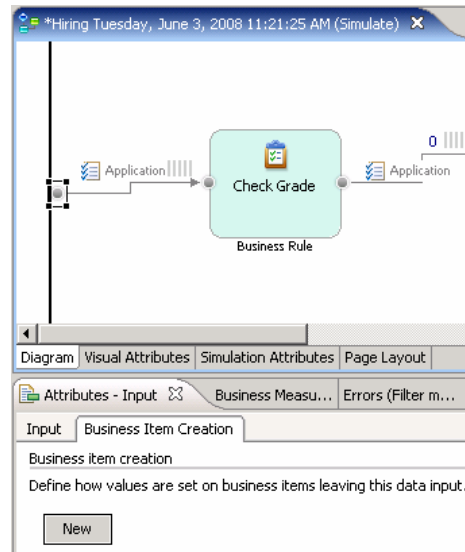 *Hiring Tuesday, June 3, 2008 11:21:25 AM (Simulate)
0
Application
Application
Check Grade
Business Rule
Diagram Visual Attributes Simulation Attributes Page Layout
Attributes - Input Business Measu... Errors (Filter m...
Input Business Item Creation
Business item creation
Define how values are set on business items leaving this data input.
New